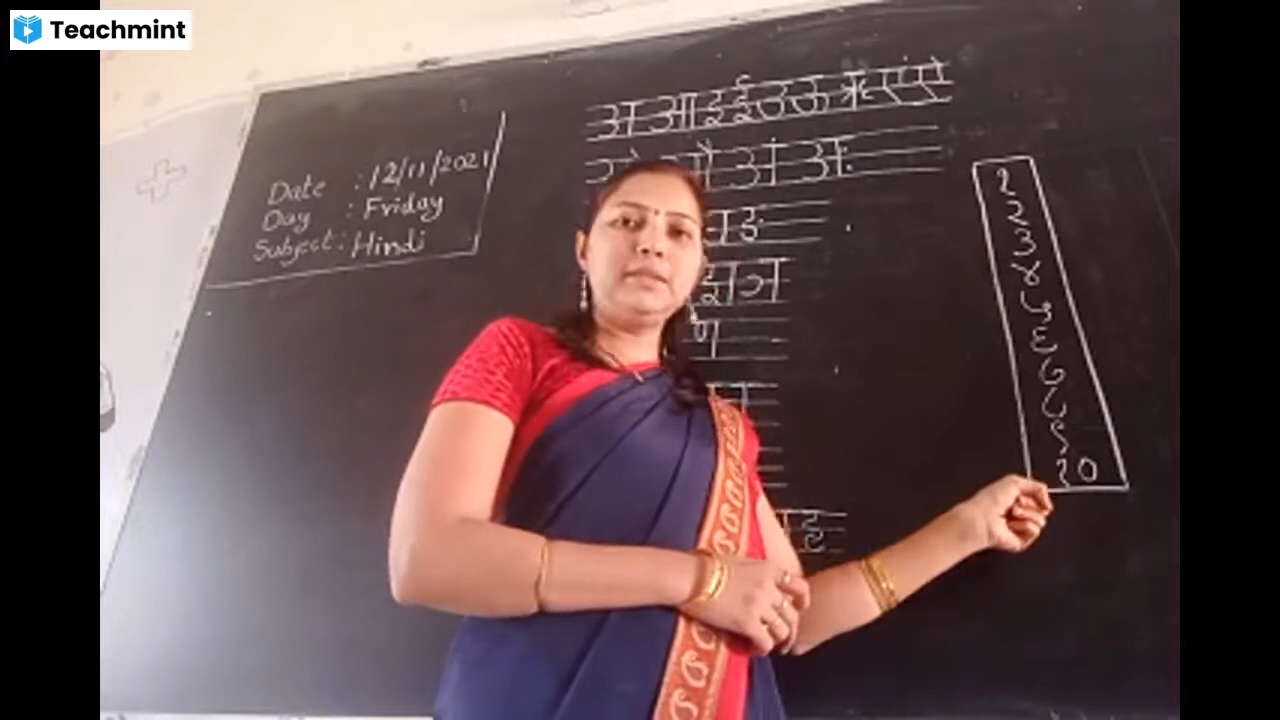 Teachmint
Date : 12/11/2021
Day : Friday
Subject : Hindi
अ आ इ ई उ ऊ ऋ ए ऐ
अं अः
ङ
झ ञ
ण
ह
१
२
३
४
५
६
७
८
९
१०